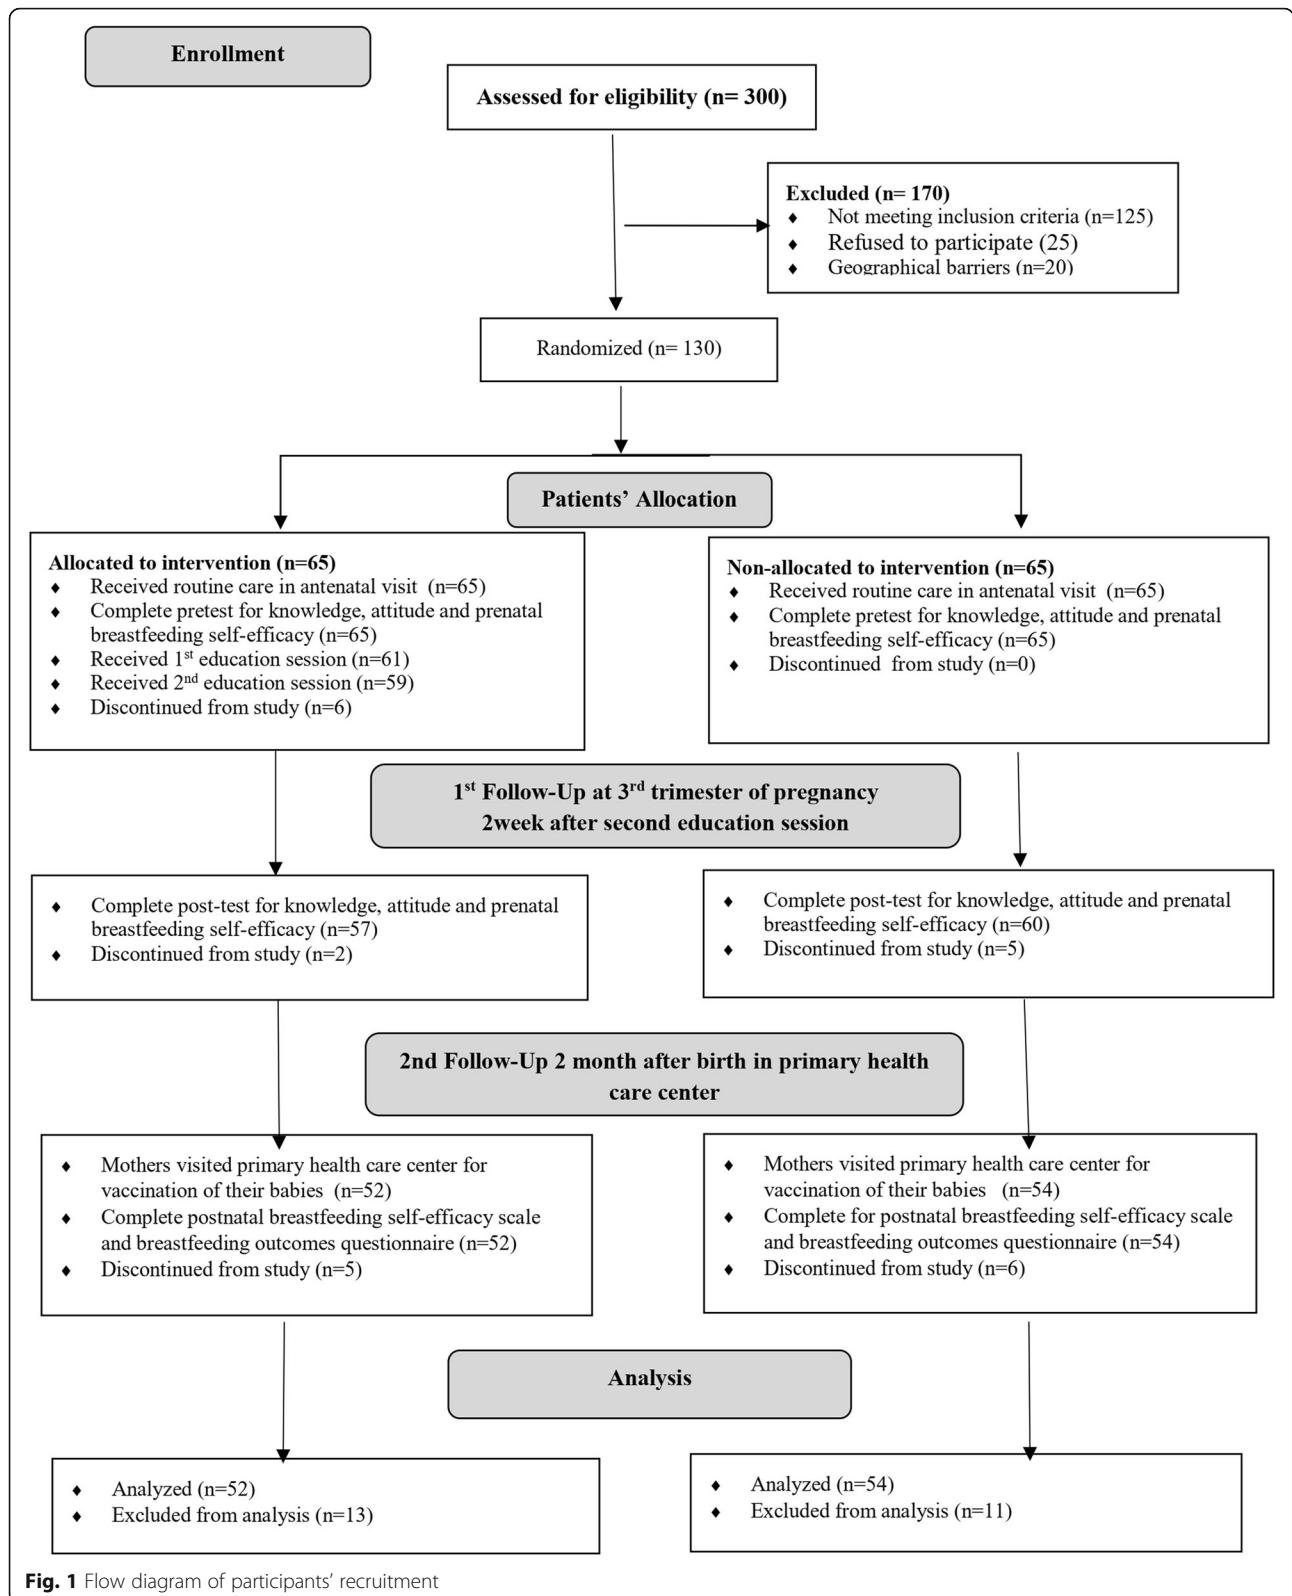 Enrollment
Assessed for eligibility (n= 300)
Excluded (n= 170)
♦ Not meeting inclusion criteria (n=125)
♦ Refused to participate (25)
♦ Geographical barriers (n=20)
Randomized (n= 130)
Patients’ Allocation
Allocated to intervention (n=65)
♦ Received routine care in antenatal visit (n=65)
♦ Complete pretest for knowledge, attitude and prenatal
breastfeeding self-efficacy (n=65)
♦ Received 1st education session (n=61)
♦ Received 2nd education session (n=59)
♦ Discontinued from study (n=6)
Non-allocated to intervention (n=65)
♦ Received routine care in antenatal visit (n=65)
♦ Complete pretest for knowledge, attitude and prenatal
breastfeeding self-efficacy (n=65)
♦ Discontinued from study (n=0)
1st Follow-Up at 3rd trimester of pregnancy
2week after second education session
♦ Complete post-test for knowledge, attitude and prenatal
breastfeeding self-efficacy (n=57)
♦ Discontinued from study (n=2)
♦ Complete post-test for knowledge, attitude and prenatal
breastfeeding self-efficacy (n=60)
♦ Discontinued from study (n=5)
2nd Follow-Up 2 month after birth in primary health
care center
♦ Mothers visited primary health care center for
vaccination of their babies (n=52)
♦ Complete postnatal breastfeeding self-efficacy scale
and breastfeeding outcomes questionnaire (n=52)
♦ Discontinued from study (n=5)
♦ Mothers visited primary health care center for
vaccination of their babies (n=54)
♦ Complete for postnatal breastfeeding self-efficacy scale
and breastfeeding outcomes questionnaire (n=54)
♦ Discontinued from study (n=6)
Analysis
♦ Analyzed (n=52)
♦ Excluded from analysis (n=13)
♦ Analyzed (n=54)
♦ Excluded from analysis (n=11)
Fig. 1 Flow diagram of participants’ recruitment